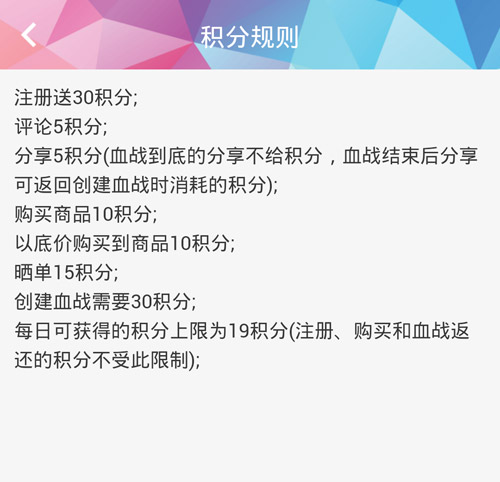 积分规则
注册送30积分;
评论5积分;
分享5积分(血战到底的分享不给积分，血战结束后分享
可返回创建血战时消耗的积分);
购买商品10积分;
以底价购买到商品10积分;
晒单15积分;
创建血战需要30积分;
每日可获得的积分上限为19积分(注册、购买和血战返
还的积分不受此限制);